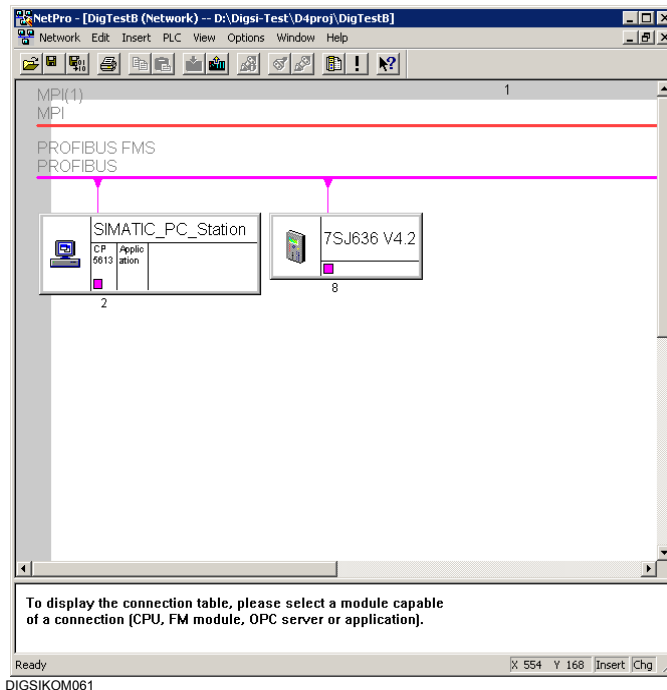 NetPro - [DigTestB (Network) -- D:\Digsi-Test\D4proj\DigTestB]
Network Edit Insert PLC View Options Window Help
1
MPI(1)
MPI
PROFIBUS FMS
PROFIBUS
SIMATIC_PC_Station
CP 5613
Applic ation
2
7SJ636 V4.2
8
To display the connection table, please select a module capable
of a connection (CPU, FM module, OPC server or application).
Ready
X 554 Y 168 Insert Chg
DIGSIKOM061